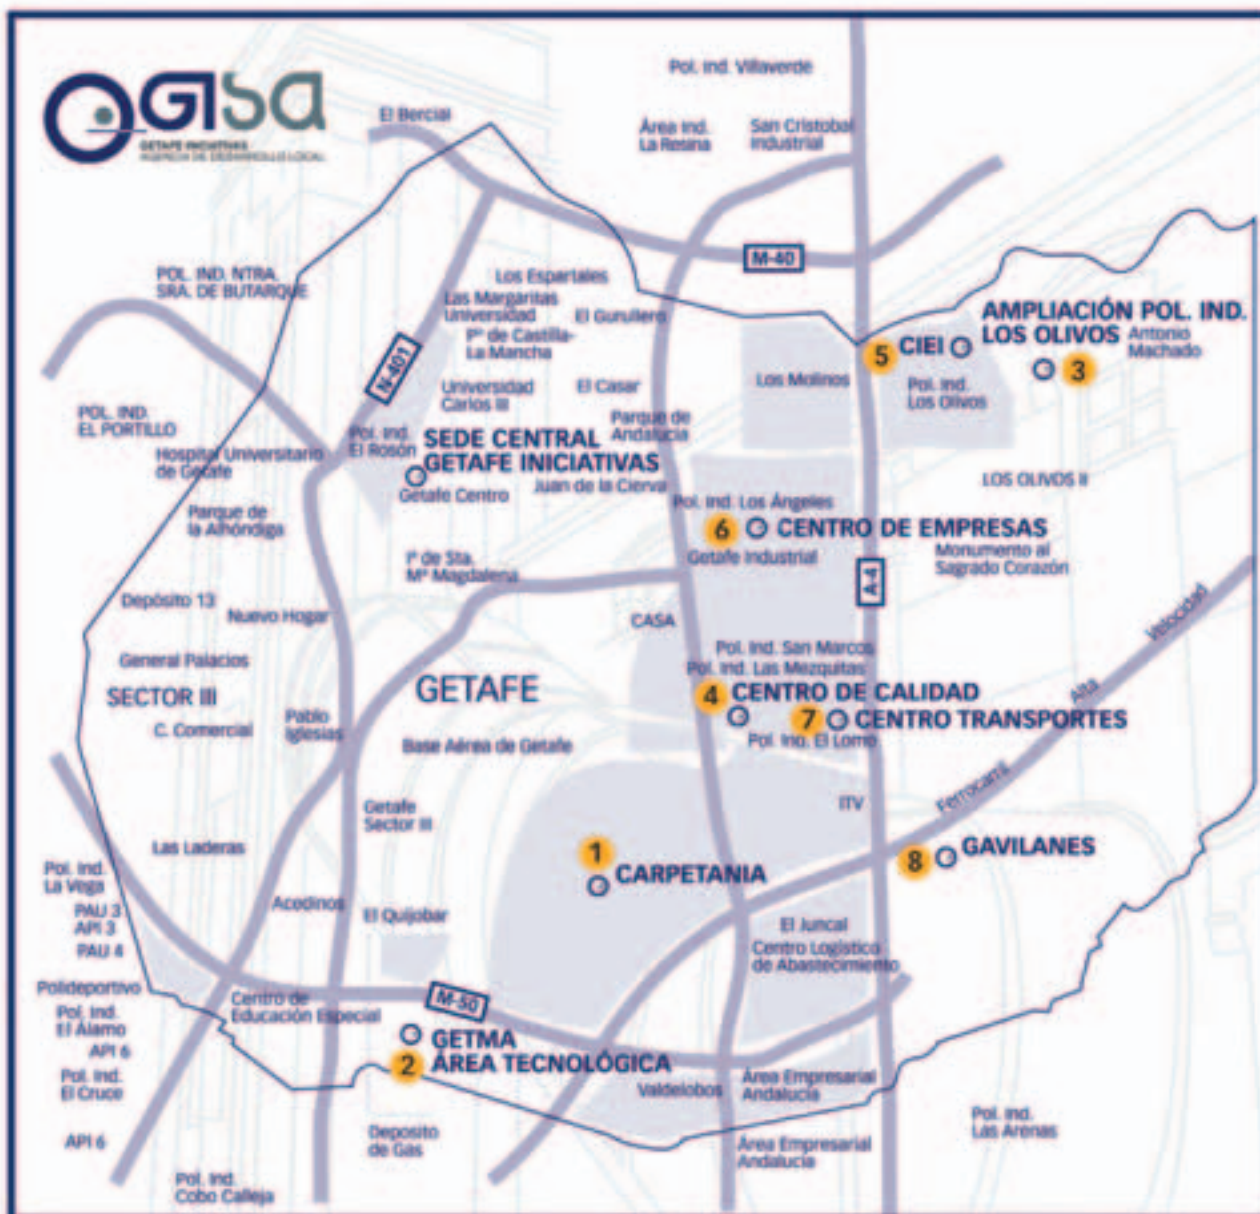 GISA
GETAFE INICIATIVAS
AGENCIA DE DESARROLLO LOCAL
El Bercial
Pol. Ind. Villaverde
Área Ind.
La Resina
San Cristobal
Industrial
M-40
POL. IND. NTRA.
SRA. DE BUTARQUE
Los Espartales
Las Margaritas
Universidad
El Gurullero
Pº de Castilla-
La Mancha
N-401
Universidad
Carlos III
El Casar
Parque de
Andalucía
Los Molinos
5 CIEI
AMPLIACIÓN POL. IND.
LOS OLIVOS
3
Antonio
Machado
Pol. Ind.
Los Olivos
POL. IND.
EL PORTILLO
Hospital Universitario
de Getafe
Pol. Ind.
El Rosón
SEDE CENTRAL
GETAFE INICIATIVAS
Getafe Centro
Juan de la Cierva
LOS OLIVOS II
Parque de
la Alhóndiga
Pol. Ind. Los Ángeles
6 CENTRO DE EMPRESAS
Getafe Industrial
Monumento al
Sagrado Corazón
Iª de Sta.
Mª Magdalena
A-4
Depósito 13
Nuevo Hogar
CASA
Velocidad
Alta
Ferrocarril
General Palacios
SECTOR III
C. Comercial
Pablo
Iglesias
GETAFE
Base Aérea de Getafe
Pol. Ind. San Marcos
Pol. Ind. Las Mezquitas
4 CENTRO DE CALIDAD
7 CENTRO TRANSPORTES
Pol. Ind. El Lomo
ITV
Getafe
Sector III
Las Laderas
1
CARPETANIA
8 GAVILANES
Pol. Ind.
La Vega
PAU 3
API 3
PAU 4
Acedinos
El Quijobar
El Juncal
Centro Logístico
de Abastecimiento
Polideportivo
Pol. Ind.
El Álamo
API 6
Pol. Ind.
El Cruce
API 6
Centro de
Educación Especial
M-50
GETMA
2 ÁREA TECNOLÓGICA
Valdelobos
Área Empresarial
Andalucía
Pol. Ind.
Las Arenas
Deposito
de Gas
Área Empresarial
Andalucía
Pol. Ind.
Cobo Calleja